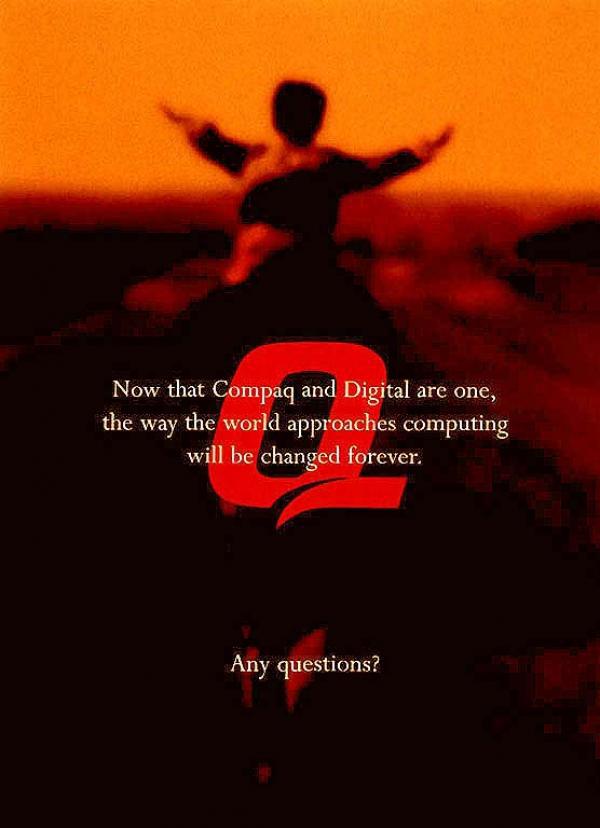 Q
Now that Compaq and Digital are one,
the way the world approaches computing
will be changed forever.
Any questions?